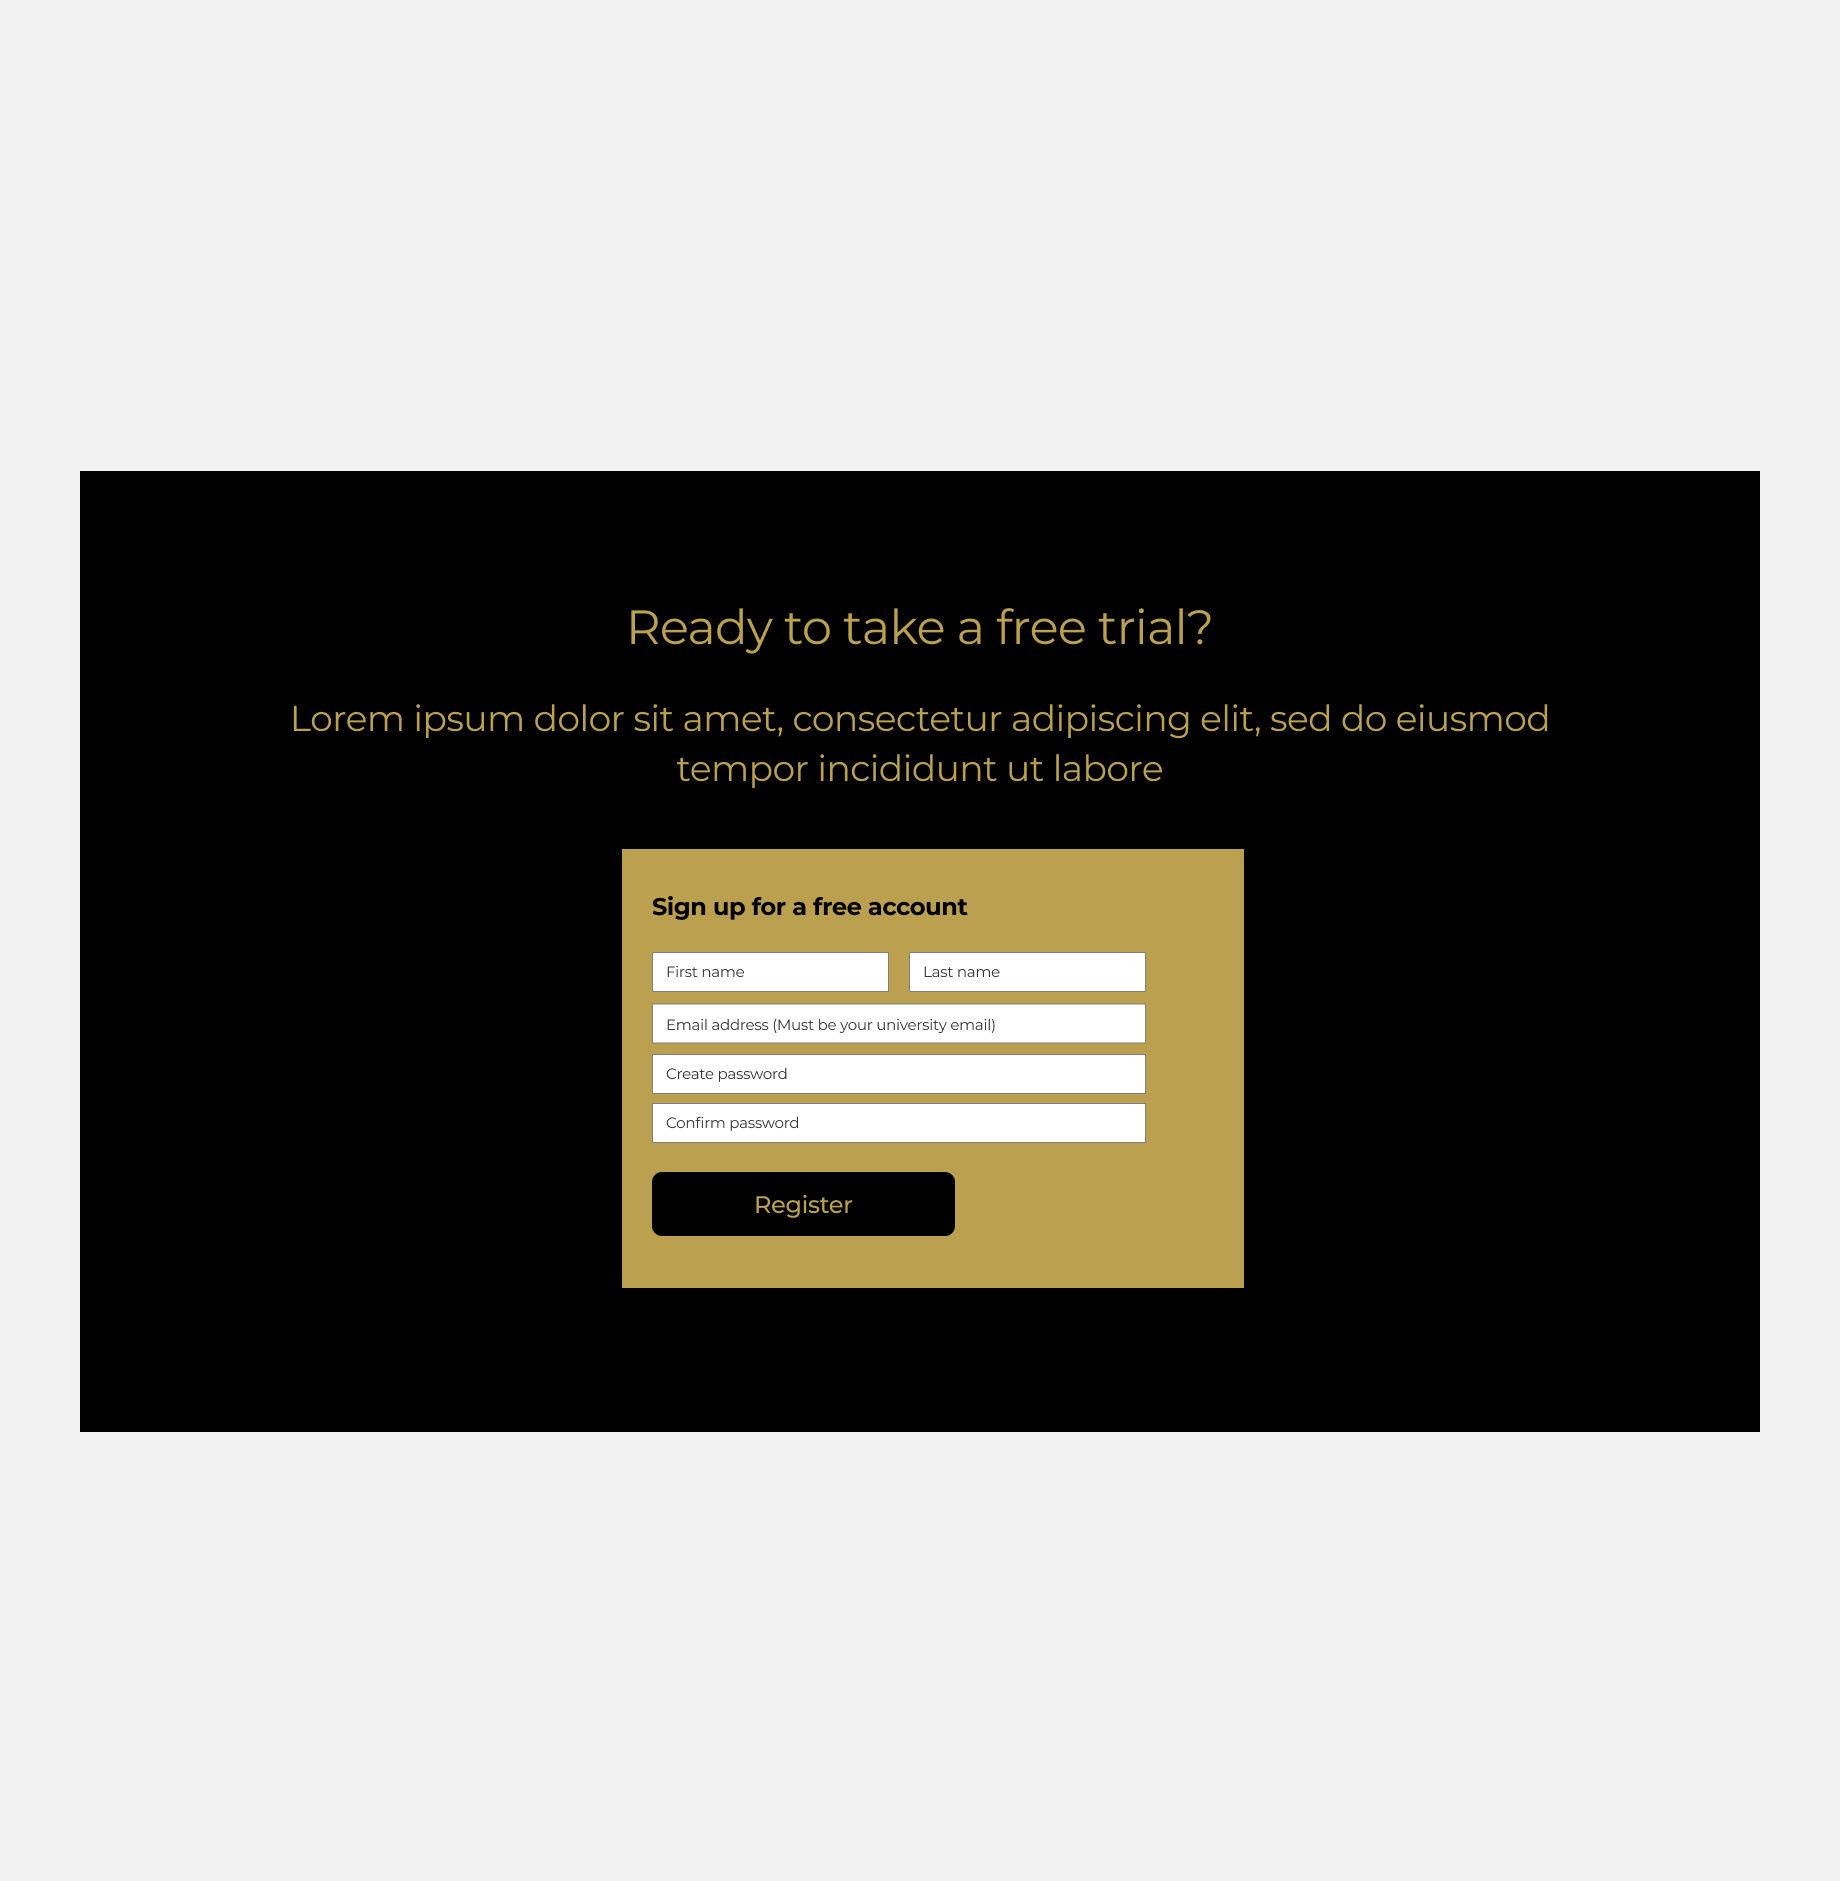 Ready to take a free trial?
Lorem ipsum dolor sit amet, consectetur adipiscing elit, sed do eiusmod
tempor incididunt ut labore
Sign up for a free account
First name
Last name
Email address (Must be your university email)
Create password
Confirm password
Register